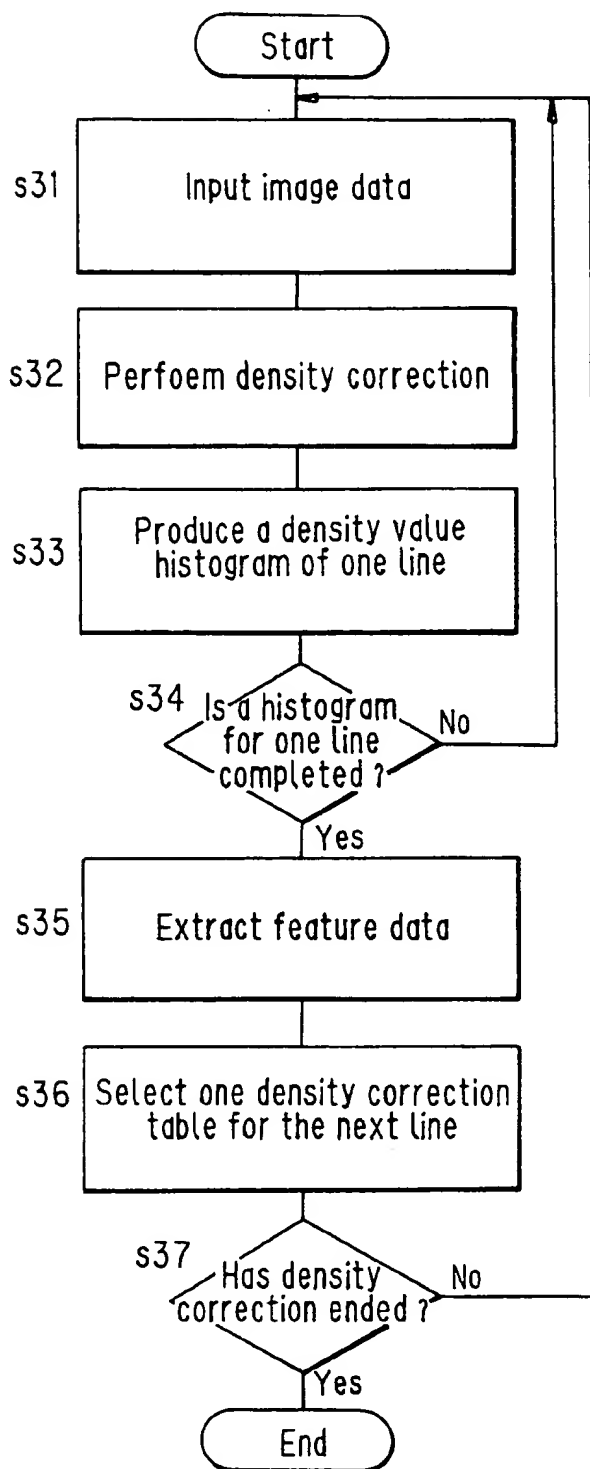 Start
s31
Input image data
s32
Perfoem density correction
s33
Produce a density value
histogram of one line
s34
Is a histogram
for one line
completed ?
No
Yes
s35
Extract feature data
s36
Select one density correction
table for the next line
s37
Has density
correction ended ?
No
Yes
End